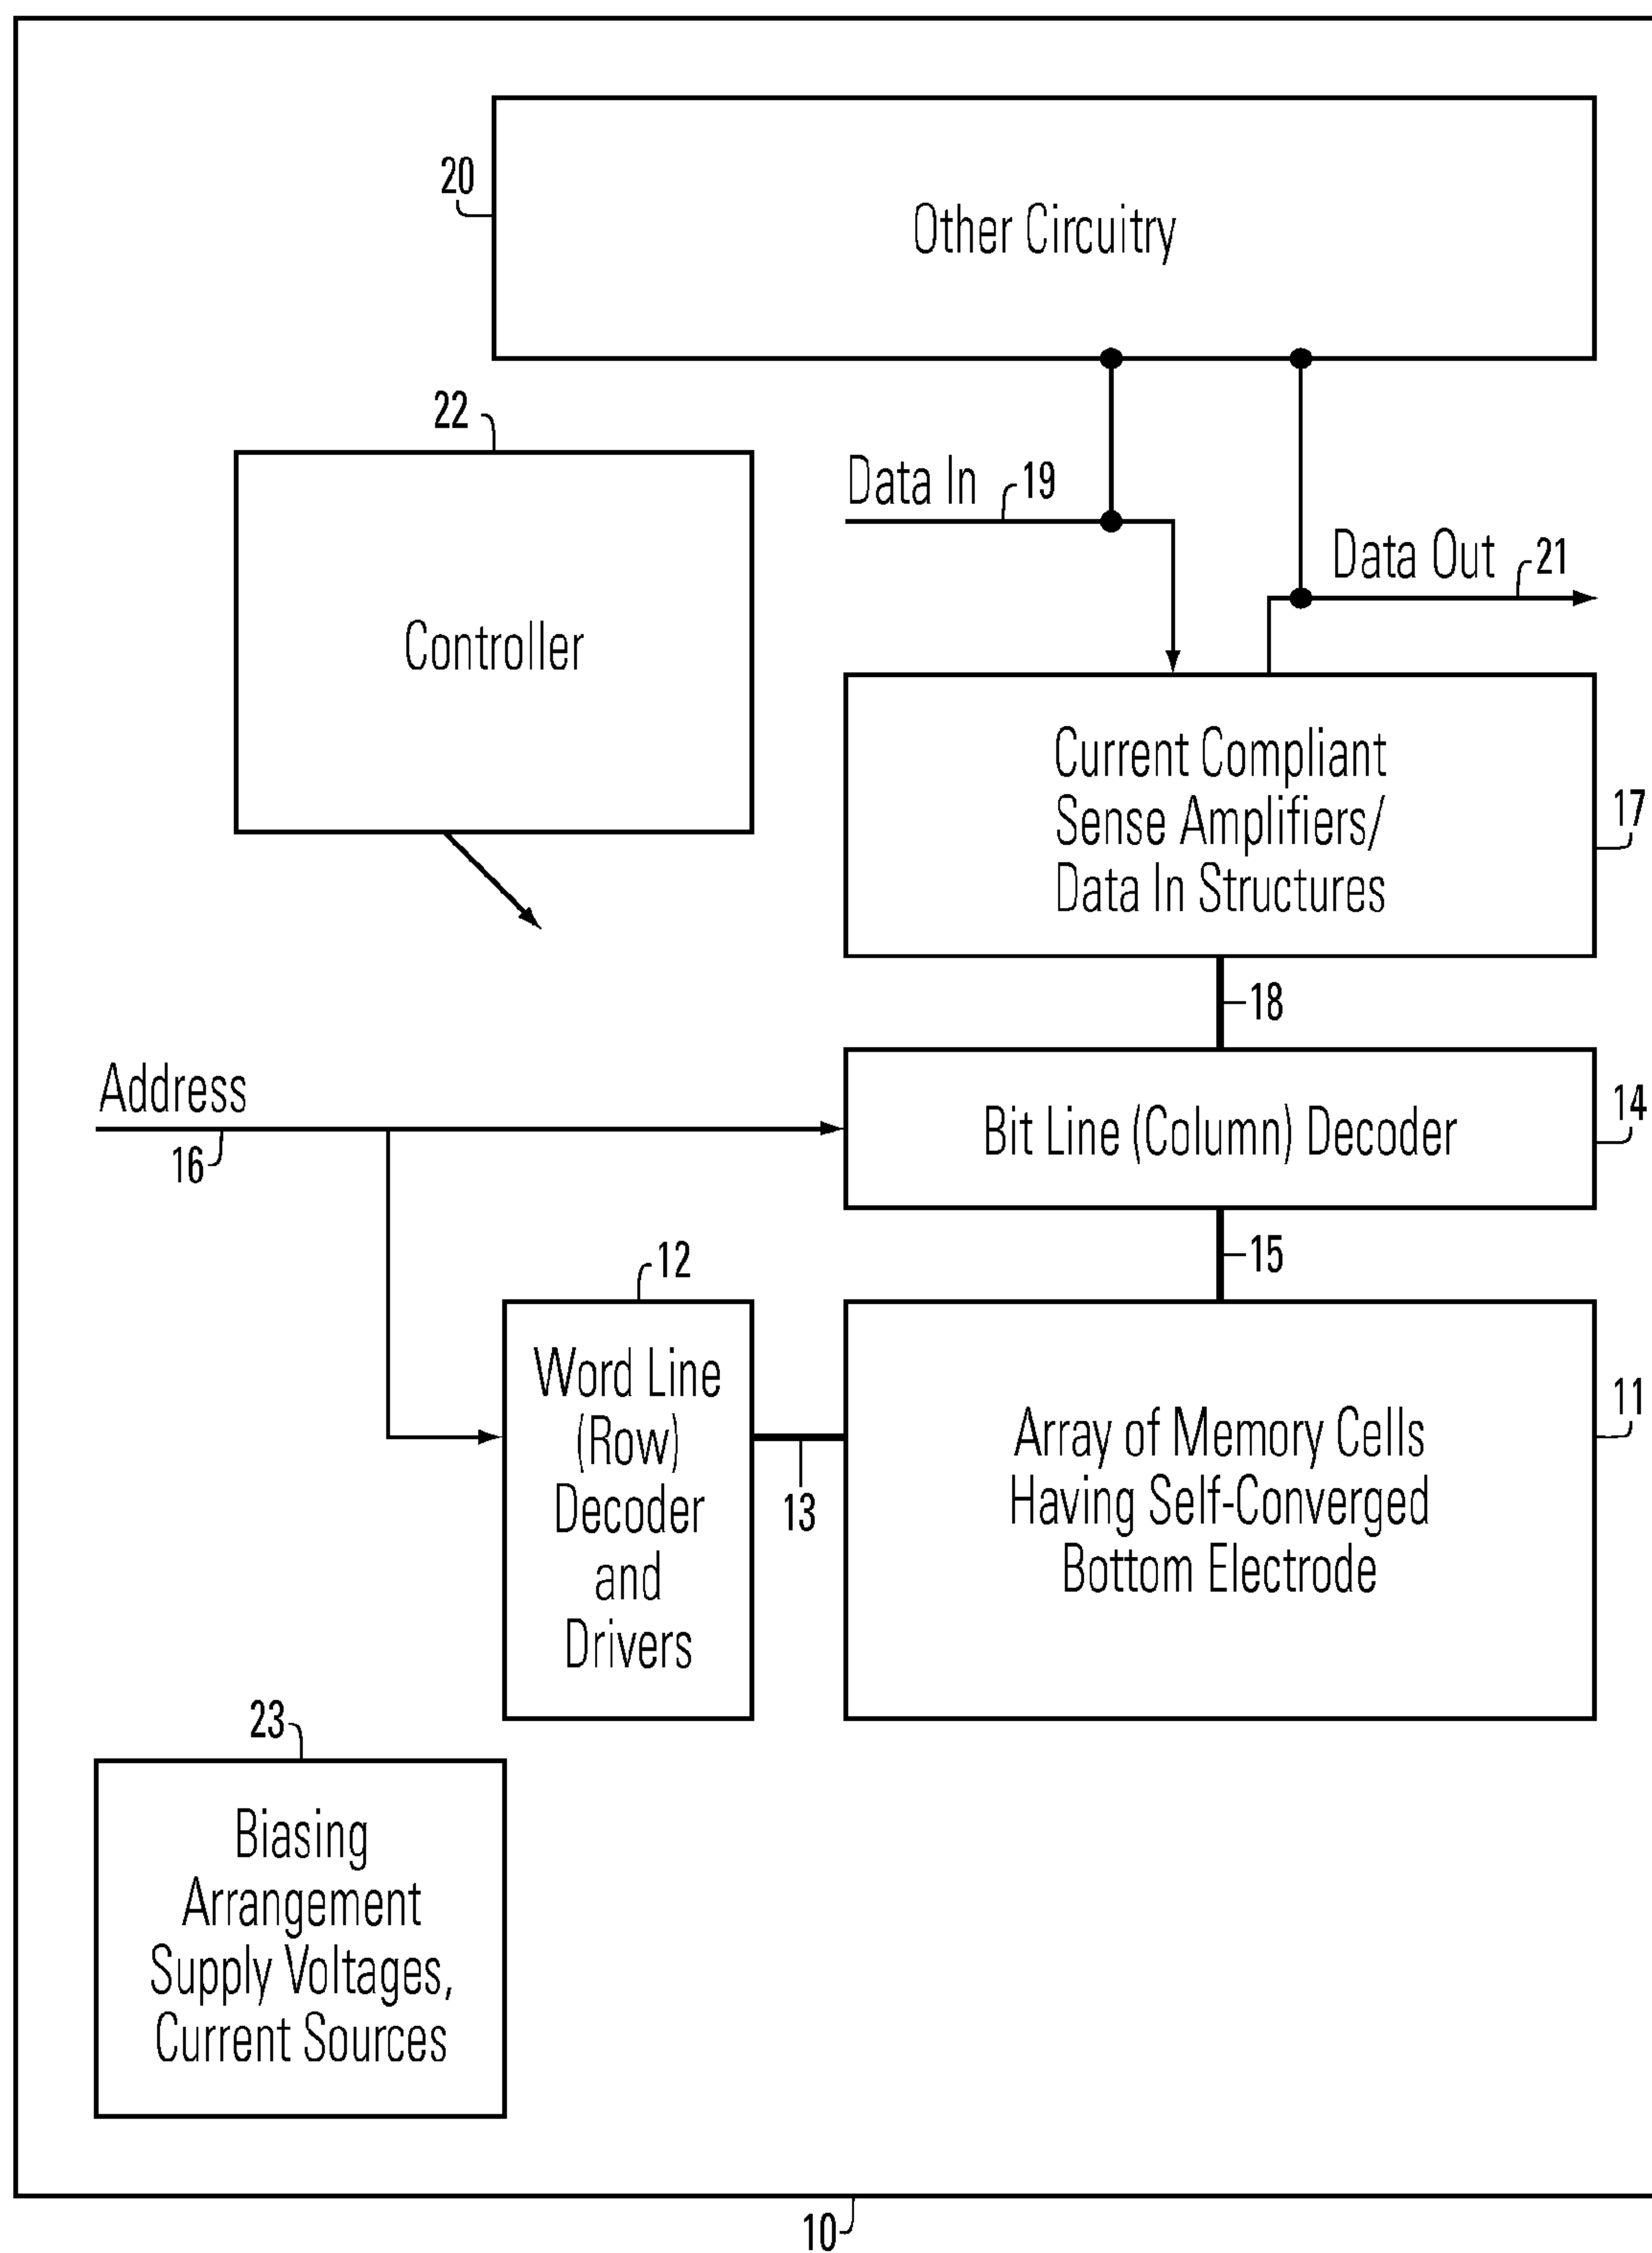 20
Other Circuitry
22
Controller
Data In
19
Data Out
21
Current Compliant
Sense Amplifiers/
Data In Structures
17
18
Address
16
Bit Line (Column) Decoder
14
15
12
Word Line
(Row)
Decoder
and
Drivers
13
Array of Memory Cells
Having Self-Converged
Bottom Electrode
11
23
Biasing
Arrangement
Supply Voltages,
Current Sources
10